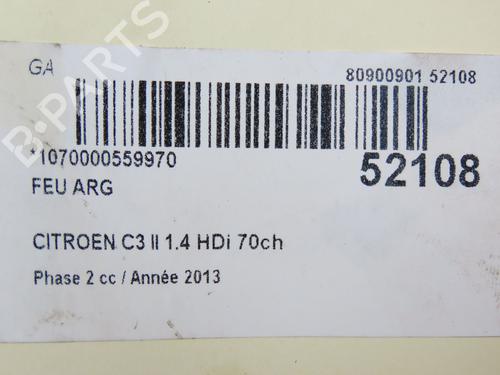 GA
80900901 52108
*1070000559970
52108
FEU ARG
CITROEN C3 II 1.4 HDi 70ch
Phase 2 cc / Année 2013
B-PARTS